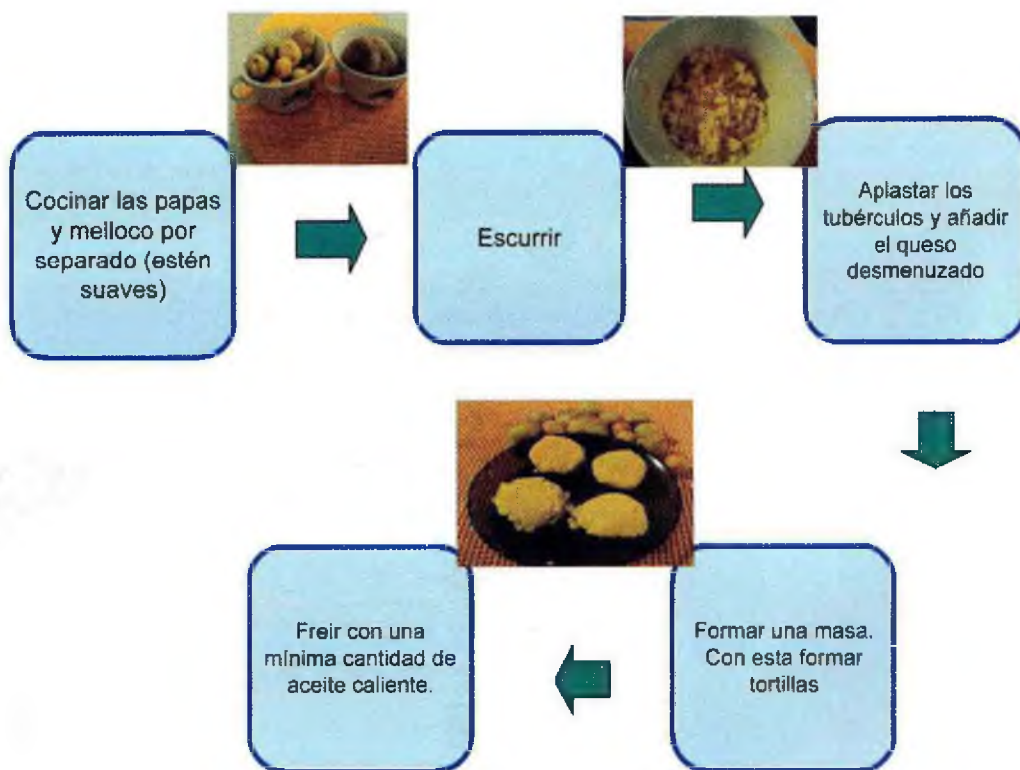 Cocinar las papas
y melloco por
separado (estén
suaves)
Escurrir
Aplastar los
tubérculos y añadir
el queso
desmenuzado
Formar una masa.
Con esta formar
tortillas
Freir con una
mínima cantidad de
aceite caliente.